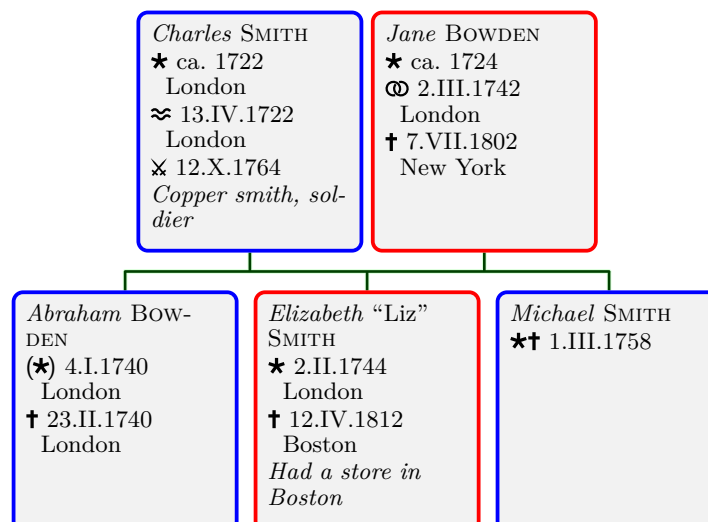 Charles SMITH
* ca. 1722
London
≈ 13.IV.1722
London
⚔ 12.X.1764
Copper smith, sol-
dier
Jane BOWDEN
* ca. 1724
⚭ 2.III.1742
London
† 7.VII.1802
New York
Abraham BOW-
DEN
(*) 4.I.1740
London
† 23.II.1740
London
Elizabeth “Liz”
SMITH
* 2.II.1744
London
† 12.IV.1812
Boston
Had a store in
Boston
Michael SMITH
*† 1.III.1758